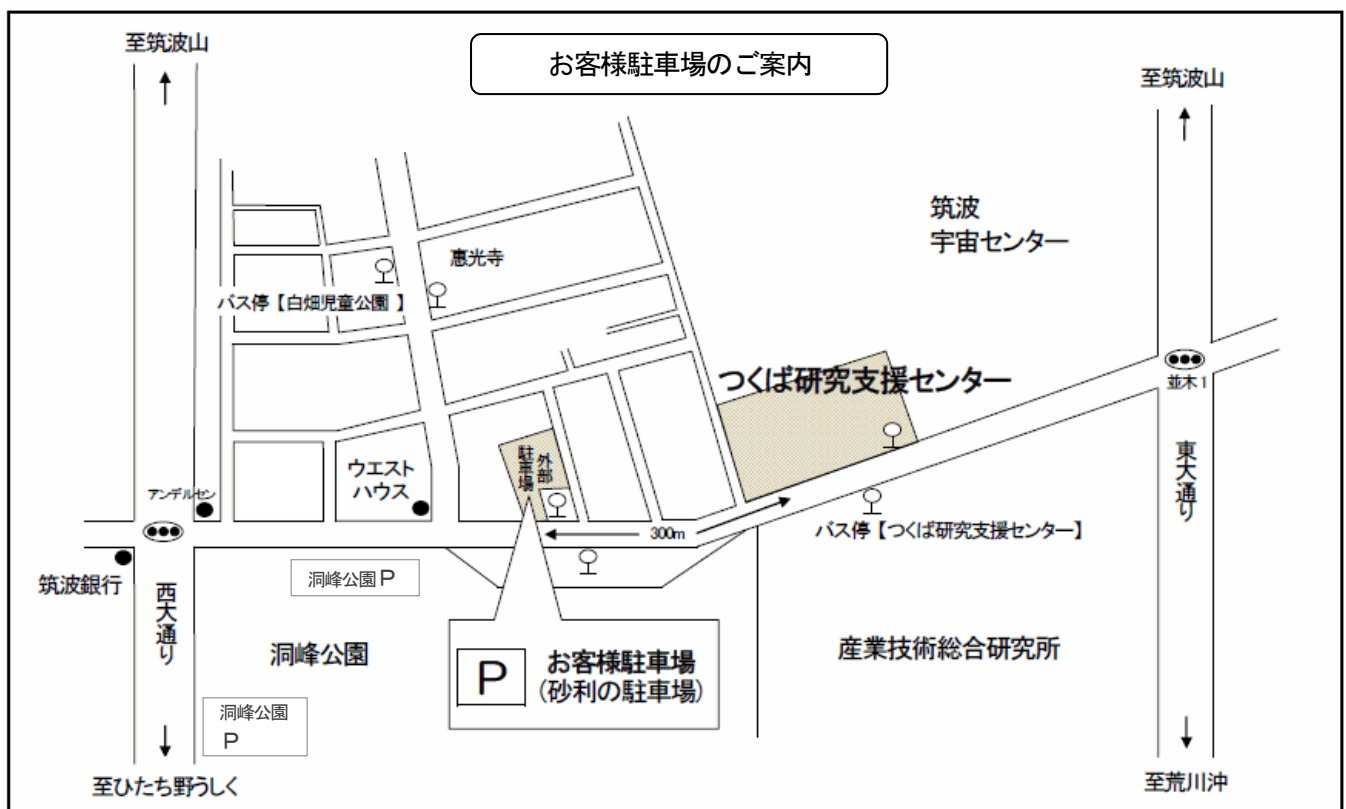 お客様駐車場のご案内
至筑波山
至筑波山
筑波
宇宙センター
惠光寺
バス停【白畑児童公園 】
つくば研究支援センター
並木1
ウエスト
ハウス
外部
駐車場
東大通り
アンデルセン
300m
バス停【つくば研究支援センター】
筑波銀行
洞峰公園 P
西大通り
洞峰公園
P
お客様駐車場
(砂利の駐車場)
産業技術総合研究所
洞峰公園
P
至ひたち野うしく
至荒川沖